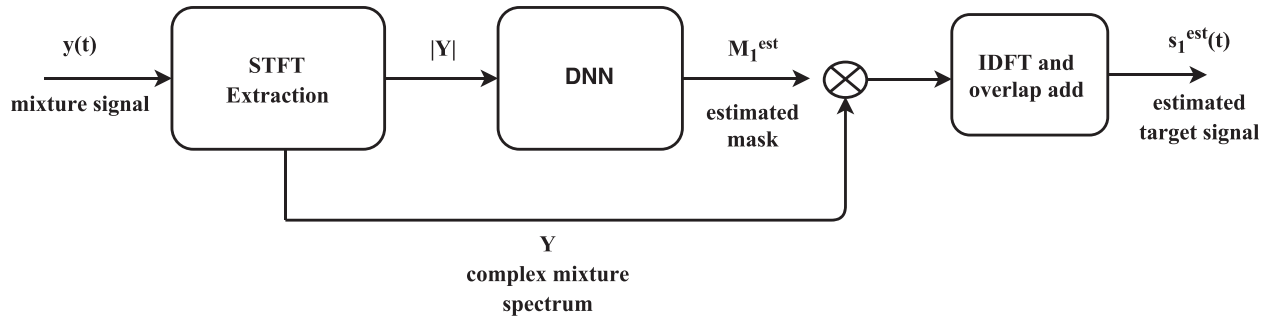 y(t)
mixture signal
STFT
Extraction
|Y|
DNN
M₁ᵉˢᵗ
estimated
mask
IDFT and
overlap add
s₁ᵉˢᵗ(t)
estimated
target signal
Y
complex mixture
spectrum